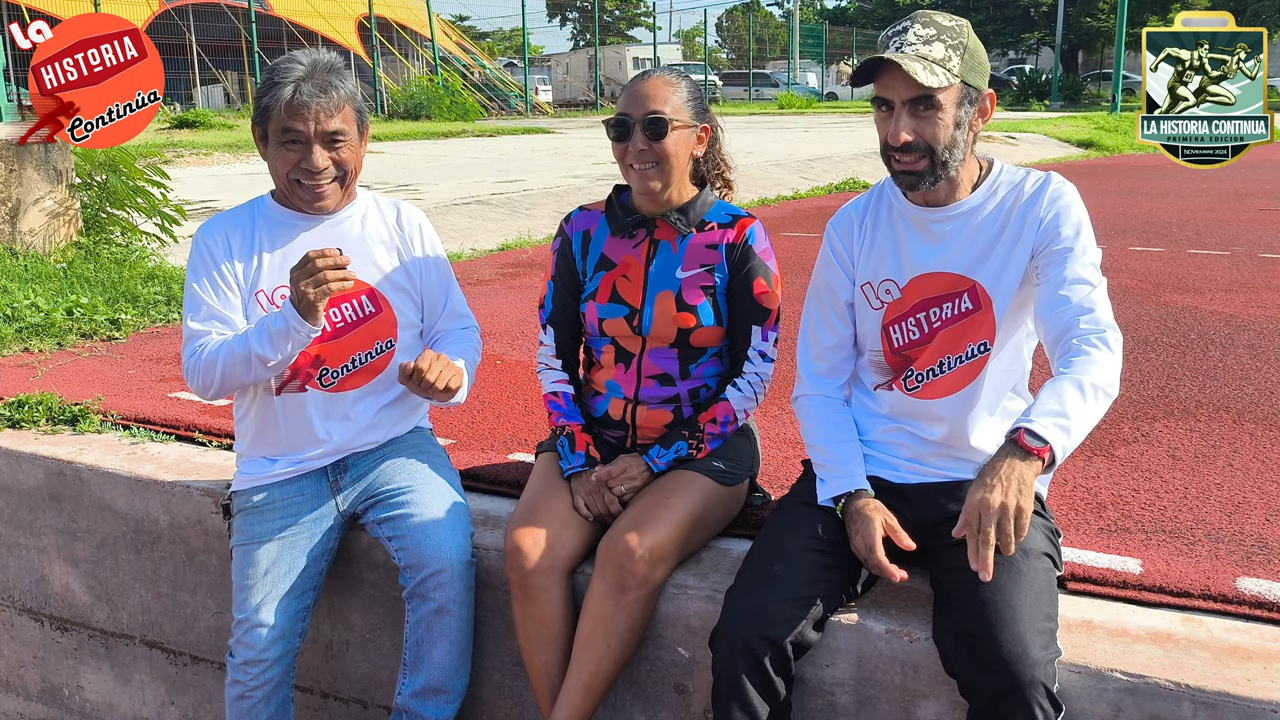 La
HISTORIA
Continúa
LA HISTORIA CONTINUA
PRIMERA EDICION
NOVIEMBRE 2024
La
HISTORIA
Continúa
La
HISTORIA
Continúa